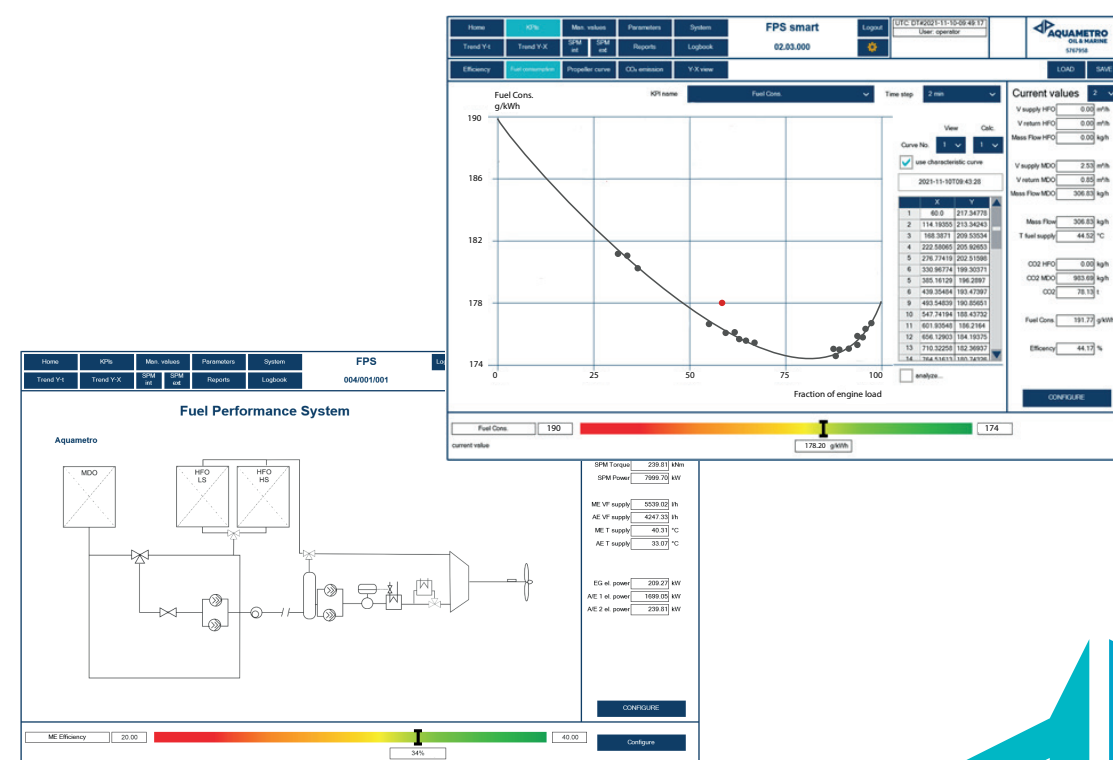 Home KPIs Man. values Parameters System FPS smart Logout UTC: DT#2021-11-10-09:49:17
User: operator
AQUAMETRO
OIL & MARINE
5767958
Trend Y-t Trend Y-X SPM int SPM ext Reports Logbook 02.03.000
Efficiency Fuel consumption Propeller curve CO₂ emission Y-X view LOAD SAVE
Fuel Cons.
g/kWh
KPI name Fuel Cons. Time step 2 min
190
186
182
178
174
0 25 50 75 100
Fraction of engine load
View Calc.
Curve No. 1 1
use characteristic curve
2021-11-10T09:43:28
X Y
1 60.0 217.34778
2 114.19355 213.34243
3 168.3871 209.53534
4 222.58065 205.92653
5 276.77419 202.51598
6 330.96774 199.30371
5 385.16129 196.2897
6 439.35484 193.47397
9 493.54839 190.85651
10 547.74194 188.43732
11 601.93548 186.2164
12 656.12903 184.19375
13 710.32258 182.36937
14
analyze...
Current values 2
V supply HFO 0.00 m³/h
V return HFO 0.00 m³/h
Mass Flow HFO 0.00 kg/h
V supply MDO 2.53 m³/h
V return MDO 0.85 m³/h
Mass Flow MDO 306.83 kg/h
Mass Flow 306.83 kg/h
T fuel supply 44.52 °C
CO2 HFO 0.00 kg/h
CO2 MDO 983.69 kg/h
CO2 78.13 t
Fuel Cons. 191.77 g/kWh
Efficency 44.17 %
CONFIGURE
Fuel Cons. 190 174
current value 178.20 g/kWh
Home KPIs Man. values Parameters System FPS
Trend Y-t Trend Y-X SPM int SPM ext Reports Logbook 004/001/001
Fuel Performance System
Aquametro
MDO
HFO
LS
HFO
HS
SPM Torque 239.81 kNm
SPM Power 7999.70 kW
ME VF supply 5539.02 l/h
AE VF supply 4247.33 l/h
ME T supply 40.31 °C
AE T supply 33.07 °C
EG el. power 209.27 kW
A/E 1 el. power 1699.05 kW
A/E 2 el. power 239.81 kW
CONFIGURE
ME Efficiency 20.00 40.00 Configure
34%